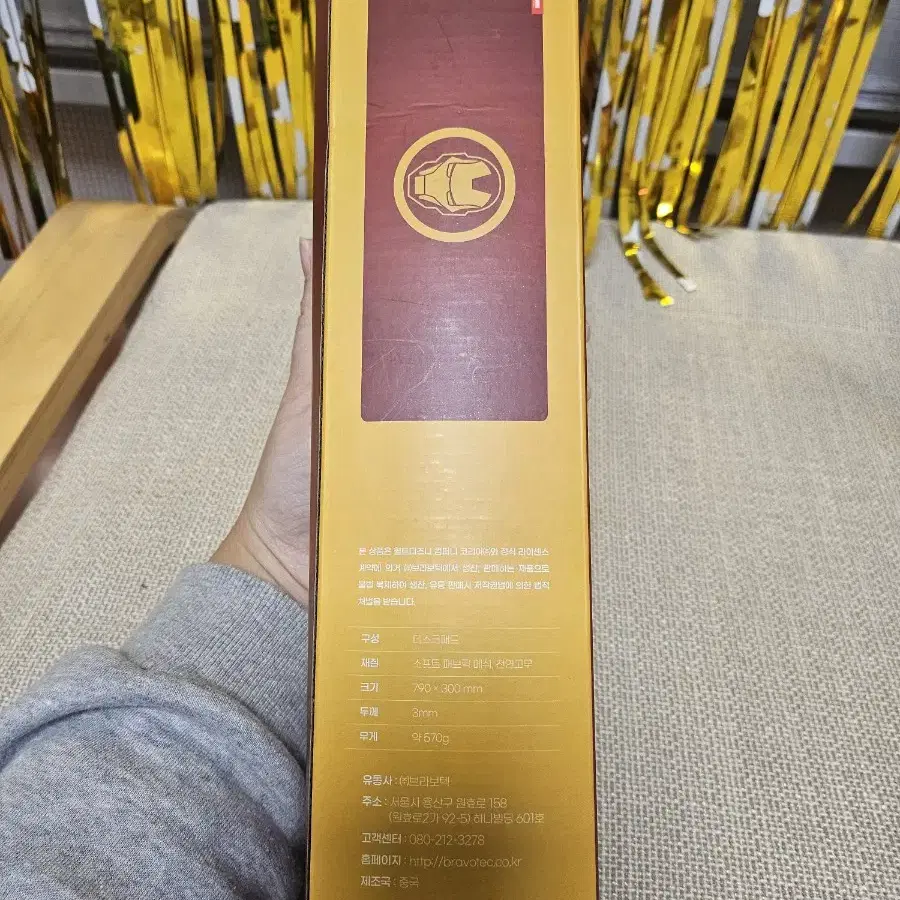 본 상품은 월트디즈니 컴퍼니 코리아㈜와 정식 라이센스
계약에 의거 ㈜브라보텍에서 생산, 판매하는 제품으로
불법 복제하여 생산, 유통 판매시 저작권법에 의한 법적
처벌을 받습니다.
구성 데스크패드
재질 소프트 패브릭 메쉬, 천연고무
크기 790 × 300 mm
두께 3mm
무게 약 570g
유통사 : ㈜브라보텍
주소 : 서울시 용산구 원효로 158
(원효로2가 92-5) 하나빌딩 601호
고객센터 : 080-212-3278
홈페이지 : http://bravotec.co.kr
제조국 : 중국